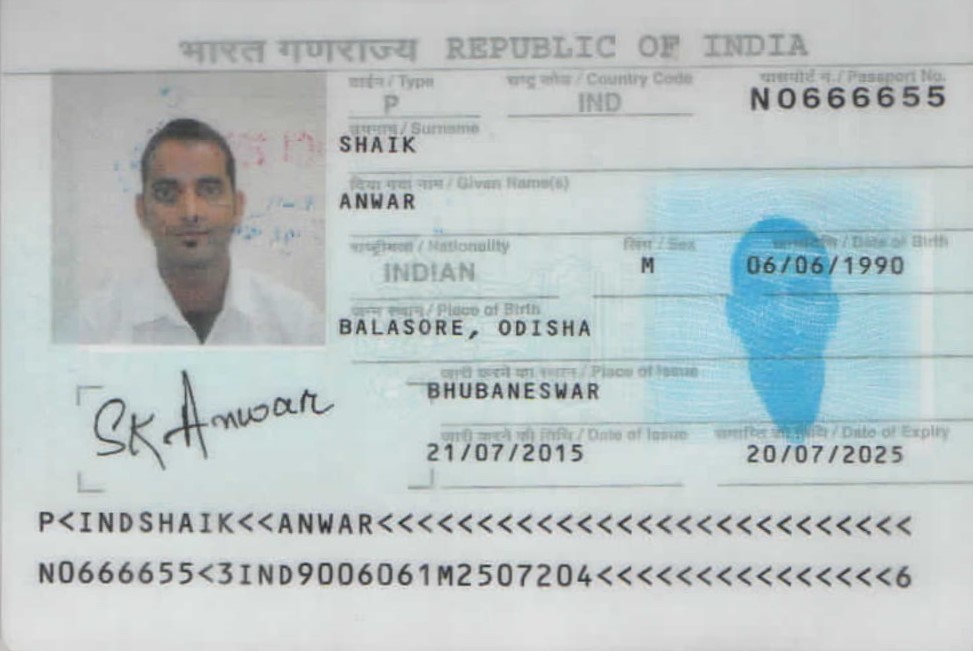 भारत गणराज्य REPUBLIC OF INDIA
टाईप / Type
राष्ट्र कोड / Country Code
पासपोर्ट नं. / Passport No.
P
IND
N0666655
उपनाम / Surname
SHAIK
दिया गया नाम / Given Name(s)
ANWAR
राष्ट्रीयता / Nationality
लिंग / Sex
जन्मतिथि / Date of Birth
INDIAN
M
06/06/1990
जन्म स्थान / Place of Birth
BALASORE, ODISHA
जारी करने का स्थान / Place of Issue
BHUBANESWAR
SK Anwar
जारी करने की तिथि / Date of Issue
समाप्ति की तिथि / Date of Expiry
21/07/2015
20/07/2025
P<INDSHAIK<<ANWAR<<<<<<<<<<<<<<<<<<<<<<<<<<<
N0666655<3IND9006061M2507204<<<<<<<<<<<<<<<6